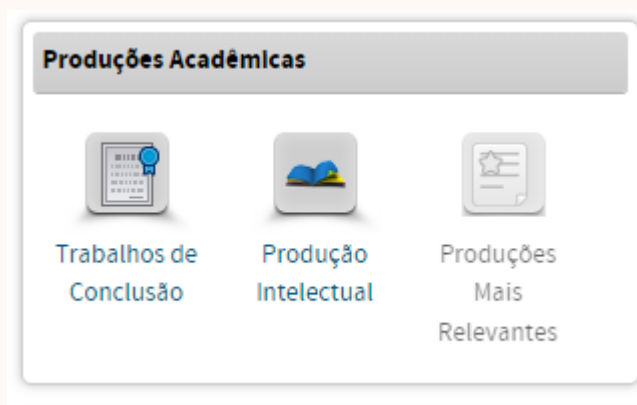 Produções Acadêmicas
Trabalhos de
Conclusão
Produção
Intelectual
Produções
Mais
Relevantes